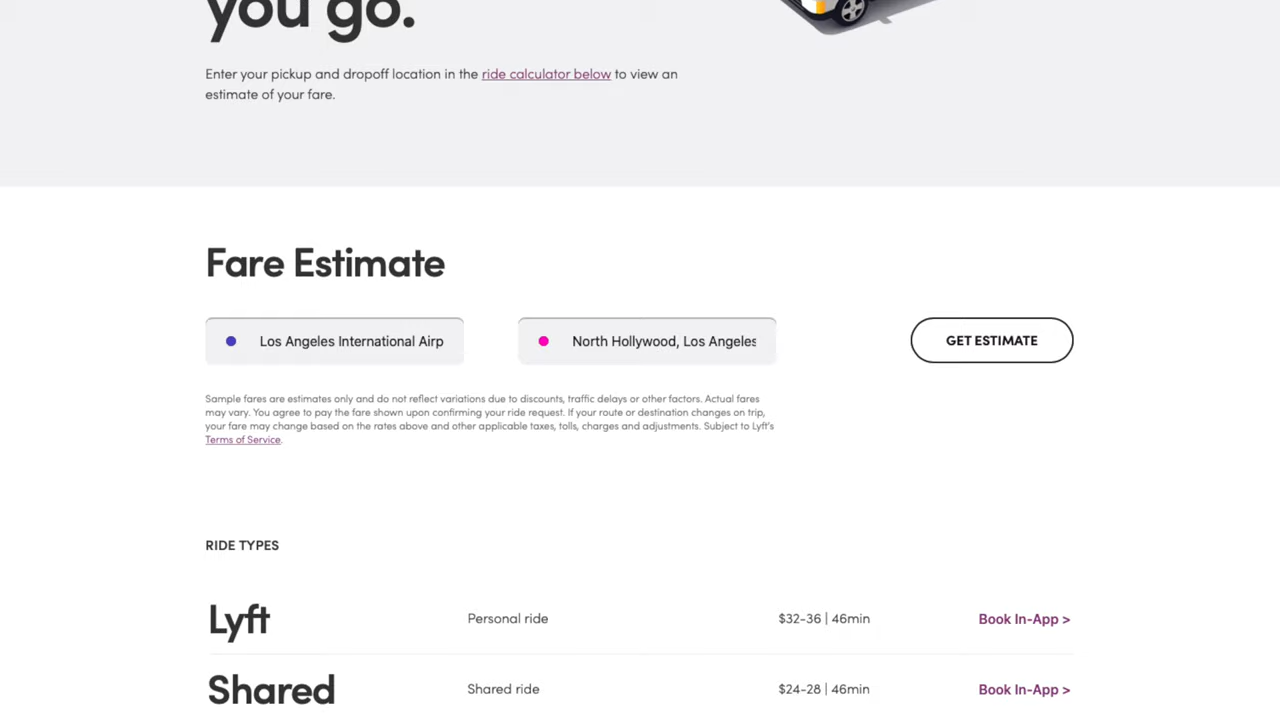 you go.
Enter your pickup and dropoff location in the ride calculator below to view an
estimate of your fare.
Fare Estimate
Los Angeles International Airp
North Hollywood, Los Angeles
GET ESTIMATE
Sample fares are estimates only and do not reflect variations due to discounts, traffic delays or other factors. Actual fares
may vary. You agree to pay the fare shown upon confirming your ride request. If your route or destination changes on trip,
your fare may change based on the rates above and other applicable taxes, tolls, charges and adjustments. Subject to Lyft's
Terms of Service.
RIDE TYPES
Lyft Personal ride $32-36 | 46min Book In-App >
Shared Shared ride $24-28 | 46min Book In-App >